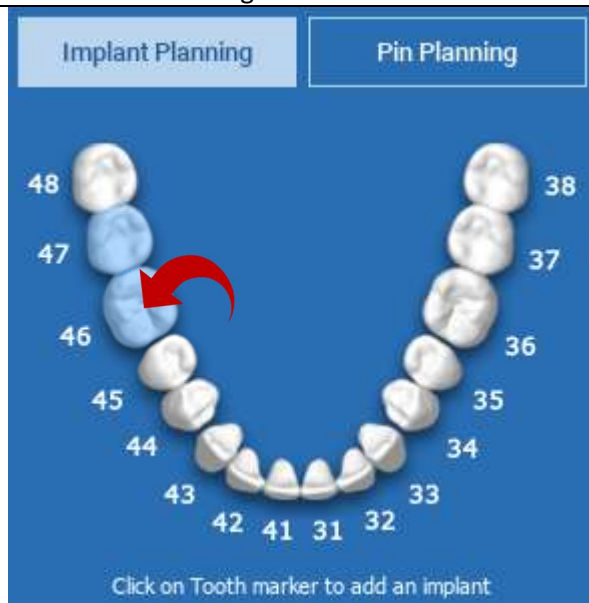 Implant Planning Pin Planning
48 38
47 37
46 36
45 35
44 34
43 33
42 41 31 32
Click on Tooth marker to add an implant